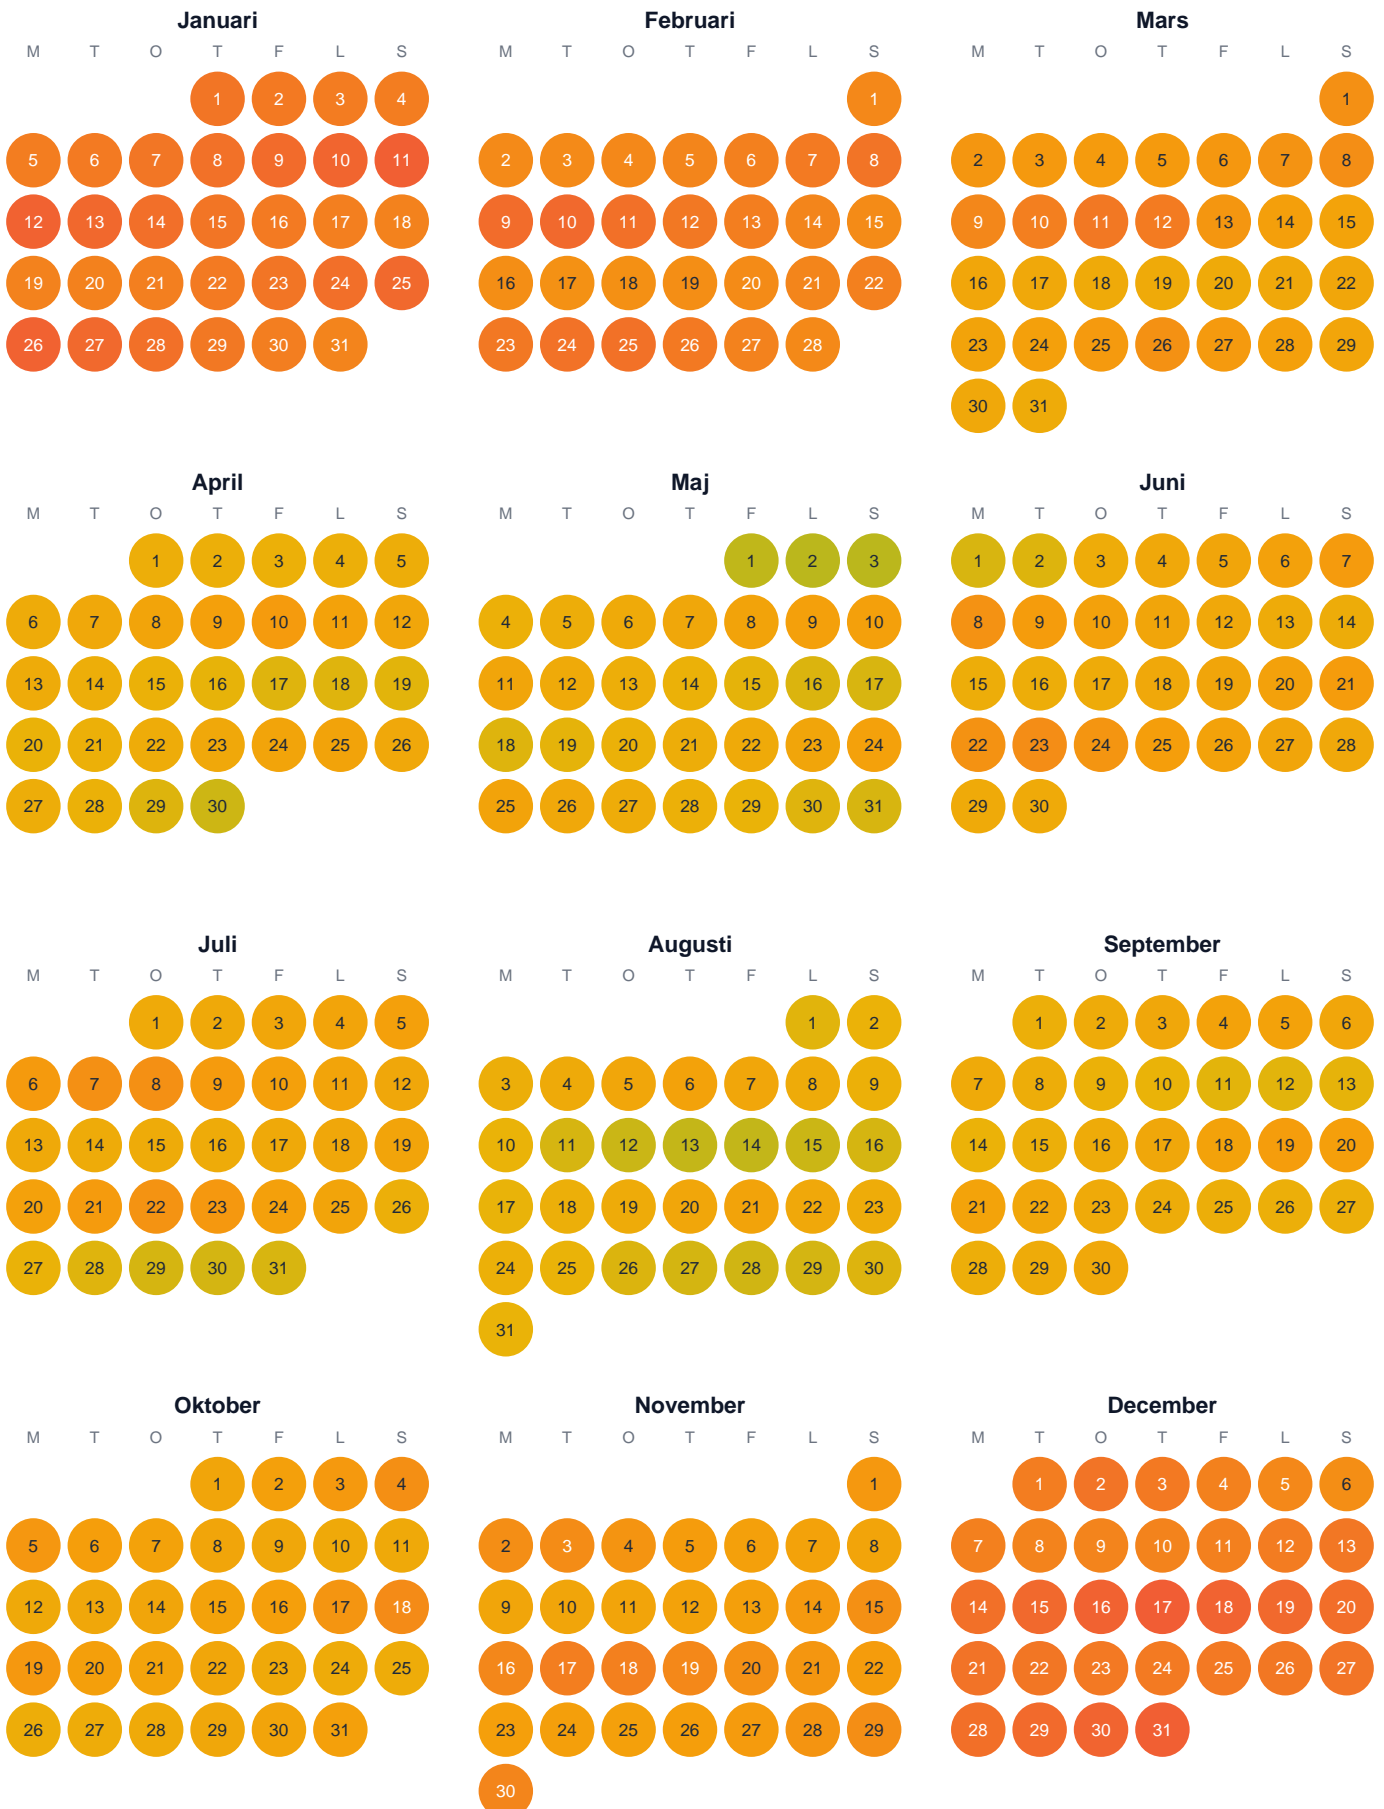 Januari Februari Mars
M T O T F L S M T O T F L S M T O T F L S
1 2 3 4 1 1
5 6 7 8 9 10 11 2 3 4 5 6 7 8 2 3 4 5 6 7 8
12 13 14 15 16 17 18 9 10 11 12 13 14 15 9 10 11 12 13 14 15
19 20 21 22 23 24 25 16 17 18 19 20 21 22 16 17 18 19 20 21 22
26 27 28 29 30 31 23 24 25 26 27 28 23 24 25 26 27 28 29
30 31
April Maj Juni
M T O T F L S M T O T F L S M T O T F L S
1 2 3 4 5 1 2 3 1 2 3 4 5 6 7
6 7 8 9 10 11 12 4 5 6 7 8 9 10 8 9 10 11 12 13 14
13 14 15 16 17 18 19 11 12 13 14 15 16 17 15 16 17 18 19 20 21
20 21 22 23 24 25 26 18 19 20 21 22 23 24 22 23 24 25 26 27 28
27 28 29 30 25 26 27 28 29 30 31 29 30
Juli Augusti September
M T O T F L S M T O T F L S M T O T F L S
1 2 3 4 5 1 2 1 2 3 4 5 6
6 7 8 9 10 11 12 3 4 5 6 7 8 9 7 8 9 10 11 12 13
13 14 15 16 17 18 19 10 11 12 13 14 15 16 14 15 16 17 18 19 20
20 21 22 23 24 25 26 17 18 19 20 21 22 23 21 22 23 24 25 26 27
27 28 29 30 31 24 25 26 27 28 29 30 28 29 30
31
Oktober November December
M T O T F L S M T O T F L S M T O T F L S
1 2 3 4 1 1 2 3 4 5 6
5 6 7 8 9 10 11 2 3 4 5 6 7 8 7 8 9 10 11 12 13
12 13 14 15 16 17 18 9 10 11 12 13 14 15 14 15 16 17 18 19 20
19 20 21 22 23 24 25 16 17 18 19 20 21 22 21 22 23 24 25 26 27
26 27 28 29 30 31 23 24 25 26 27 28 29 28 29 30 31
30